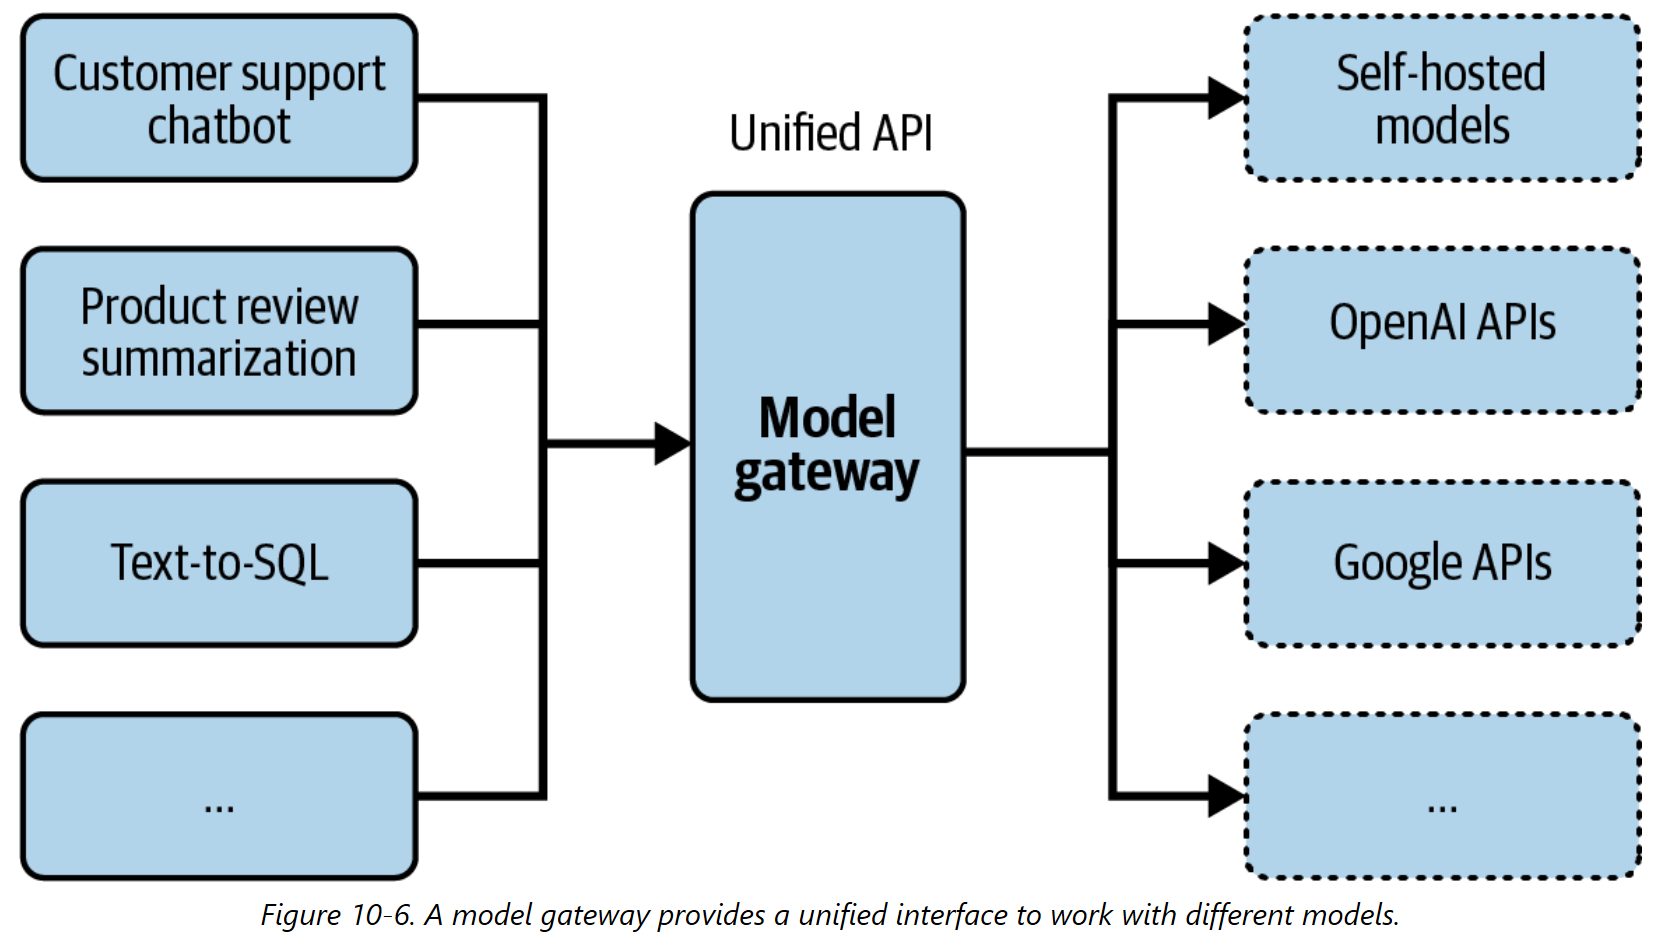 Customer support
chatbot
Product review
summarization
Text-to-SQL
...
Unified API
Model
gateway
Self-hosted
models
OpenAI APIs
Google APIs
...
Figure 10-6. A model gateway provides a unified interface to work with different models.